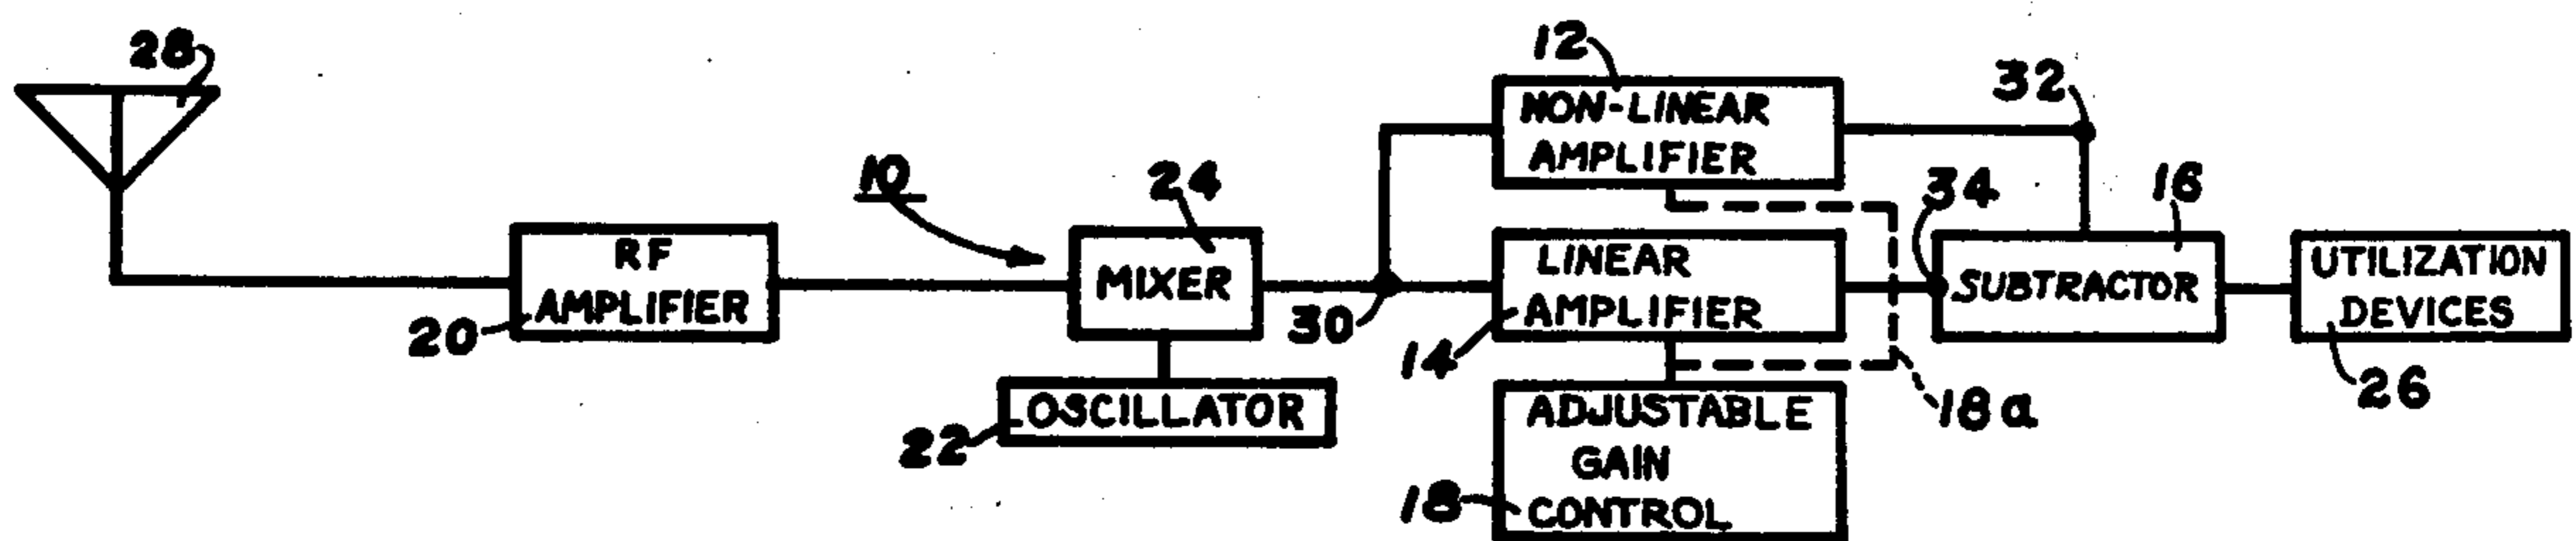 28
RF
AMPLIFIER
20
10
24
MIXER
OSCILLATOR
22
30
12
NON-LINEAR
AMPLIFIER
LINEAR
AMPLIFIER
14
ADJUSTABLE
GAIN
CONTROL
18
18a
32
34
16
SUBTRACTOR
UTILIZATION
DEVICES
26